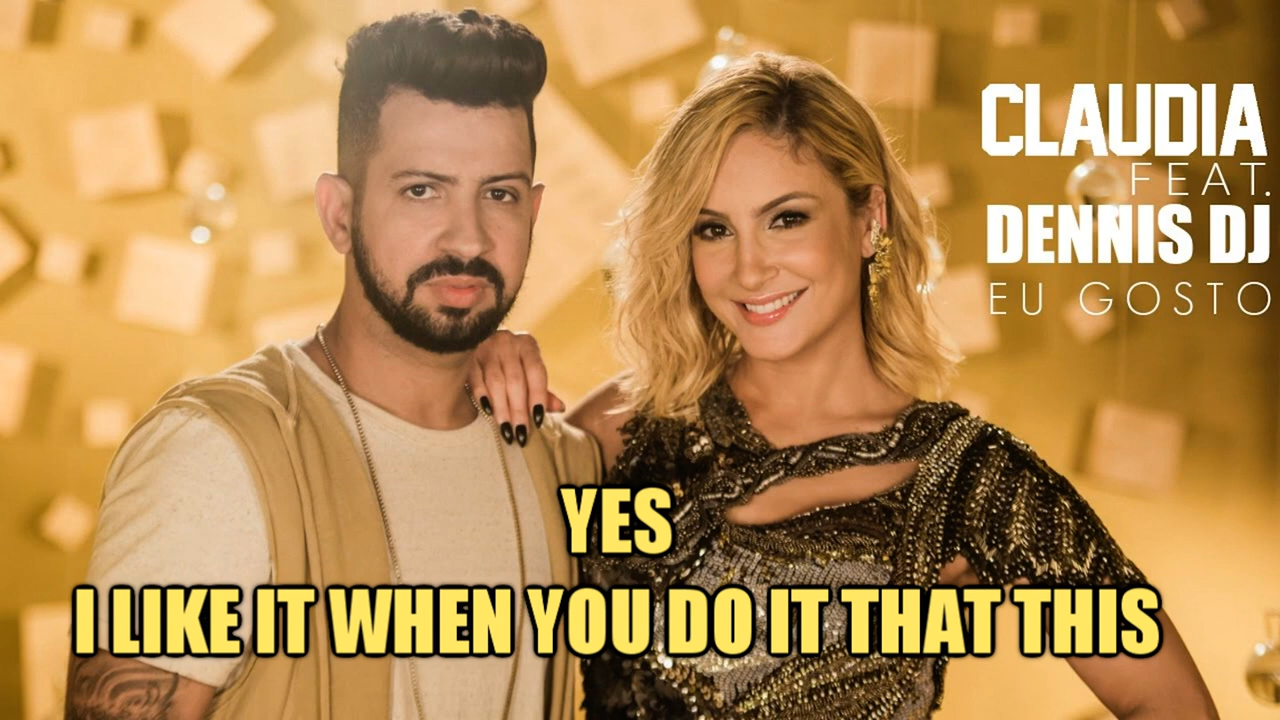 CLAUDIA
FEAT.
DENNIS DJ
EU GOSTO
YES
I LIKE IT WHEN YOU DO IT THAT THIS